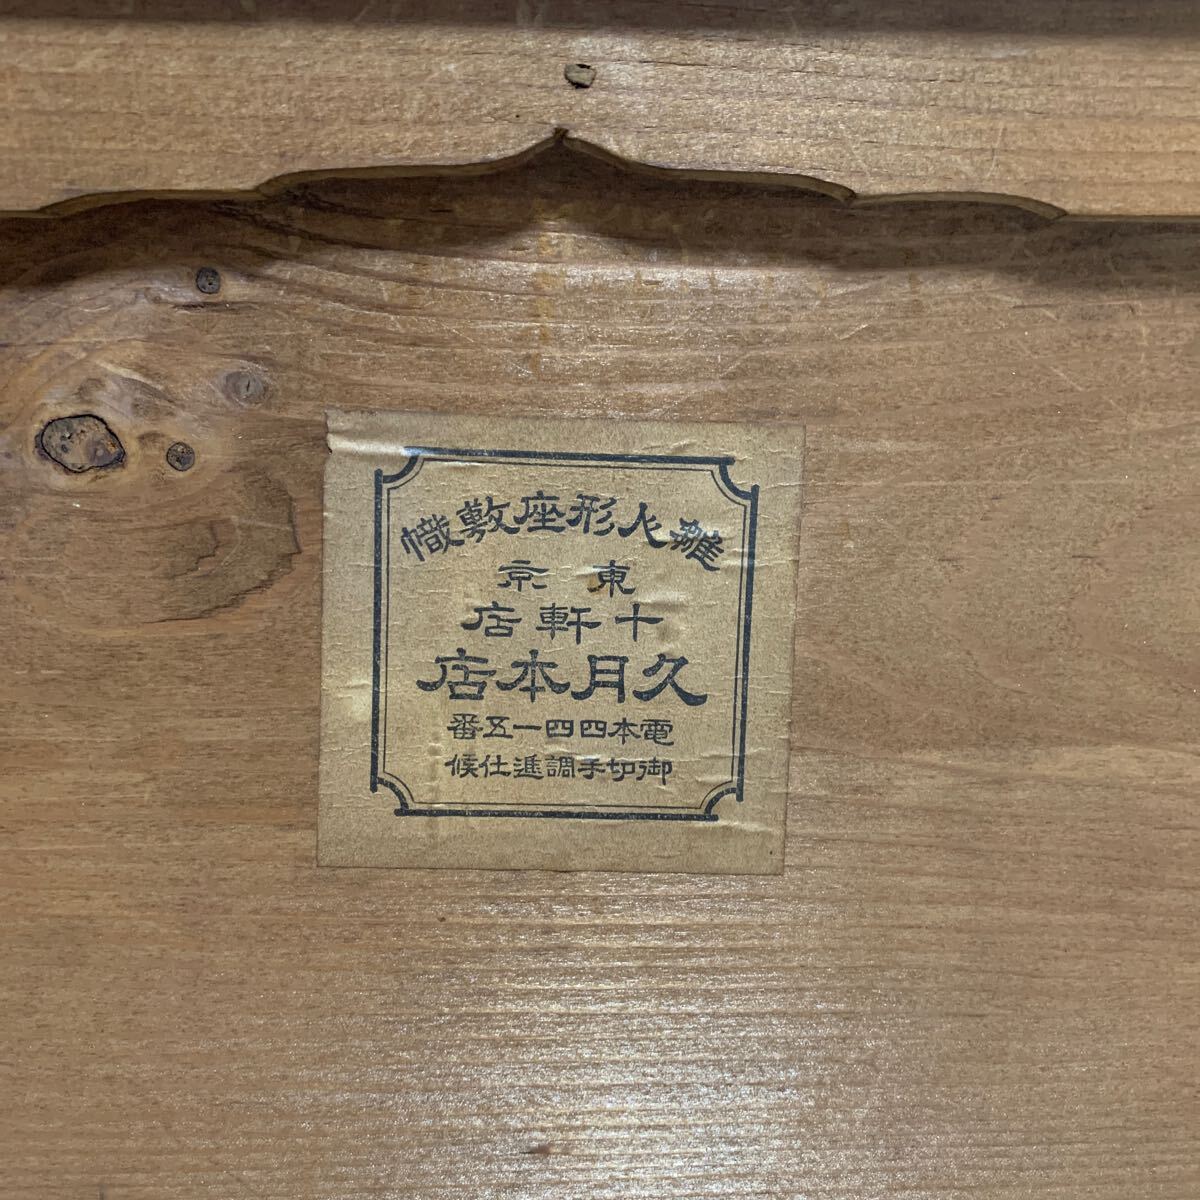 雛人形座敷幟
東京
十軒店
久月本店
電本四四一五番
御切手調進仕候